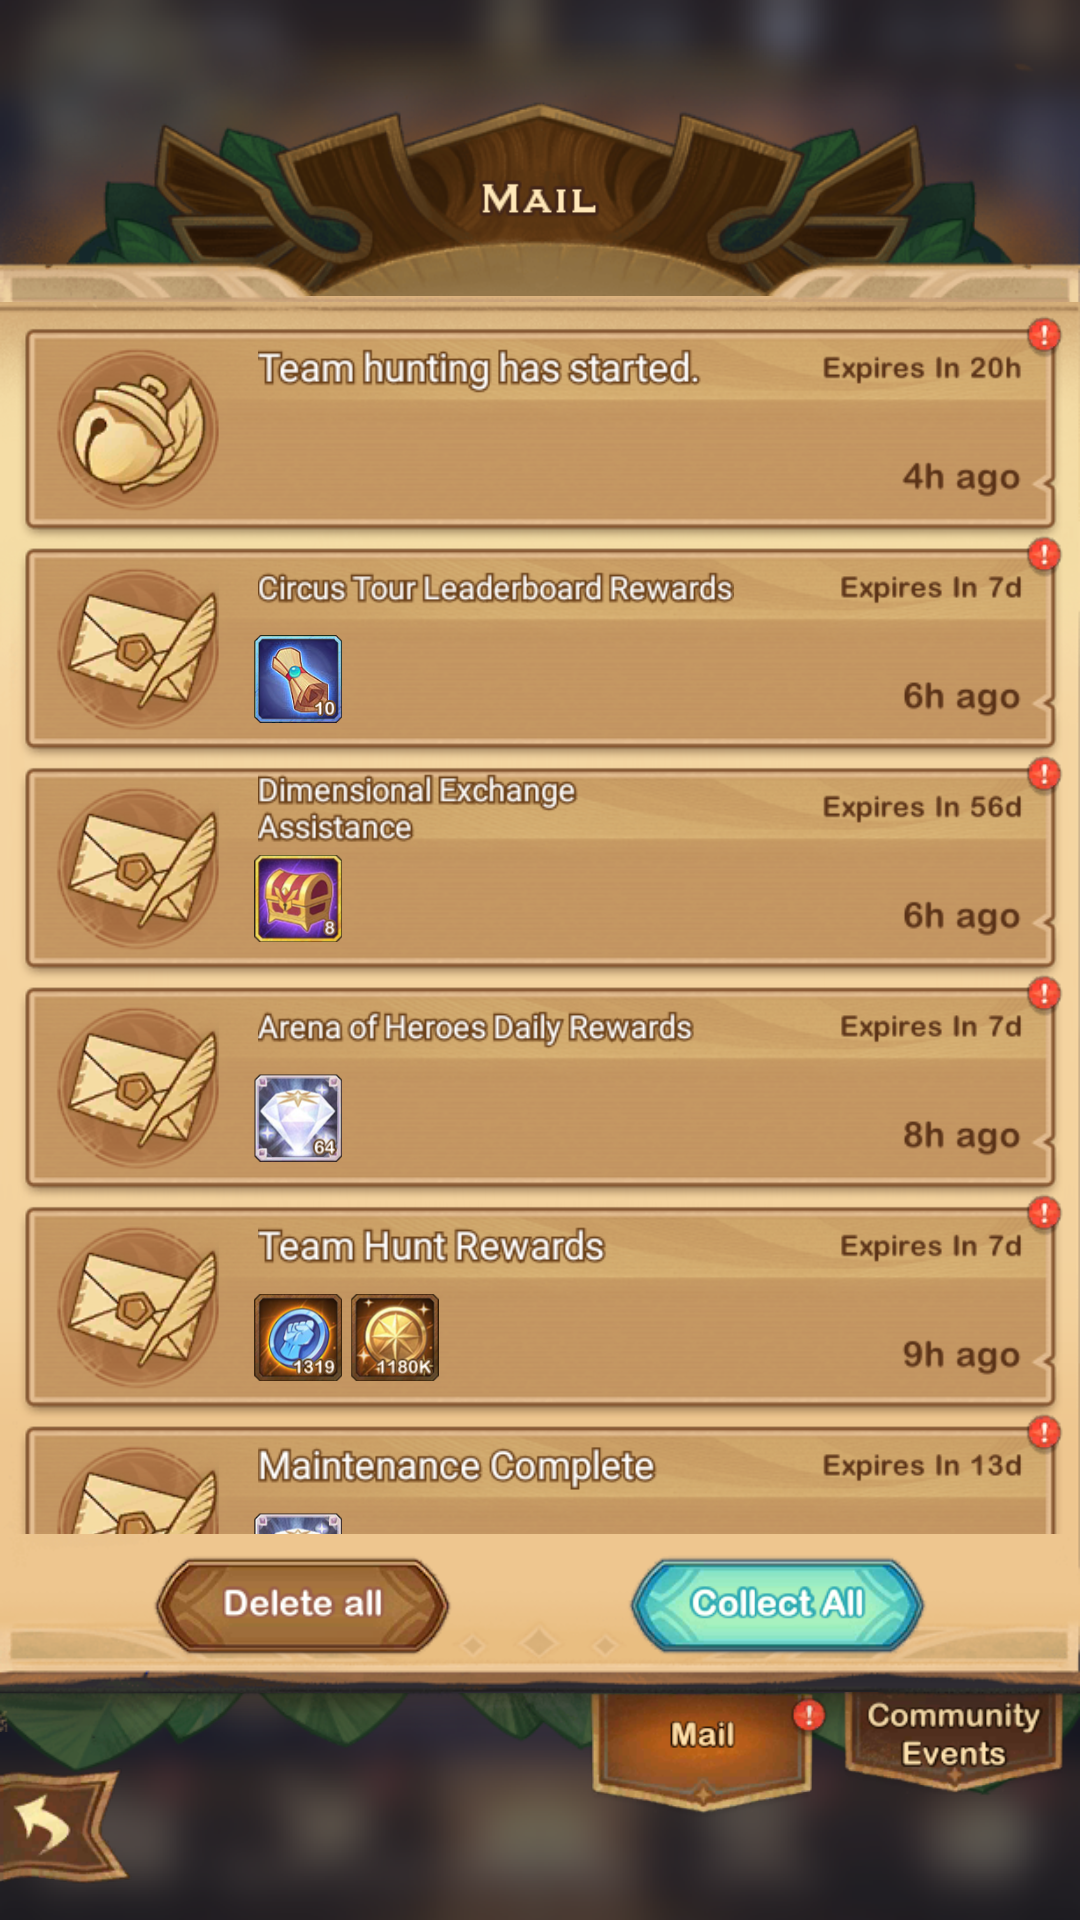 MAIL
Team hunting has started.
Expires In 20h
4h ago
Circus Tour Leaderboard Rewards
Expires In 7d
10
6h ago
Dimensional Exchange
Assistance
Expires In 56d
8
6h ago
Arena of Heroes Daily Rewards
Expires In 7d
64
8h ago
Team Hunt Rewards
Expires In 7d
1319
1180K
9h ago
Maintenance Complete
Expires In 13d
Delete all
Collect All
Mail
Community
Events